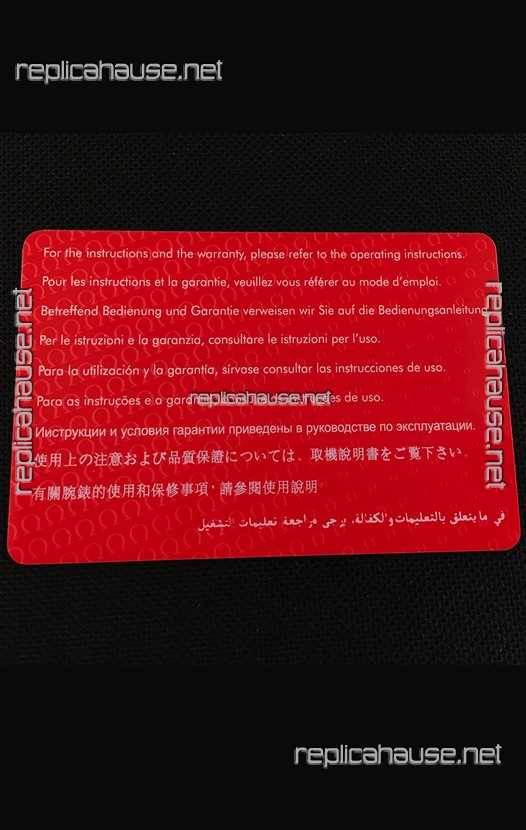 replicahause.net
For the instructions and the warranty, please refer to the operating instructions.
Pour les instructions et la garantie, veuillez vous référer au mode d'emploi.
Betreffend Bedienung und Garantie verweisen wir Sie auf die Bedienungsanleitung
Per le istruzioni e la garanzia, consultare le istruzioni per l'uso.
Para la utilización y la garantía, sírvase consultar las instrucciones de uso.
Para as instruções e a de uso.
replicahause.net
Инструкции и условия гарантии приведены в руководстве по эксплуатации.
使用上の注意および品質保證については、取機說明書をご覽下さい。
有關腕錶的使用和保修事項，請參閱使用說明
في ما يتعلق بالتعليمات والكفالة، يرجى مراجعة تعليمات التشغيل
replicahause.net
replicahause.net
replicahause.net